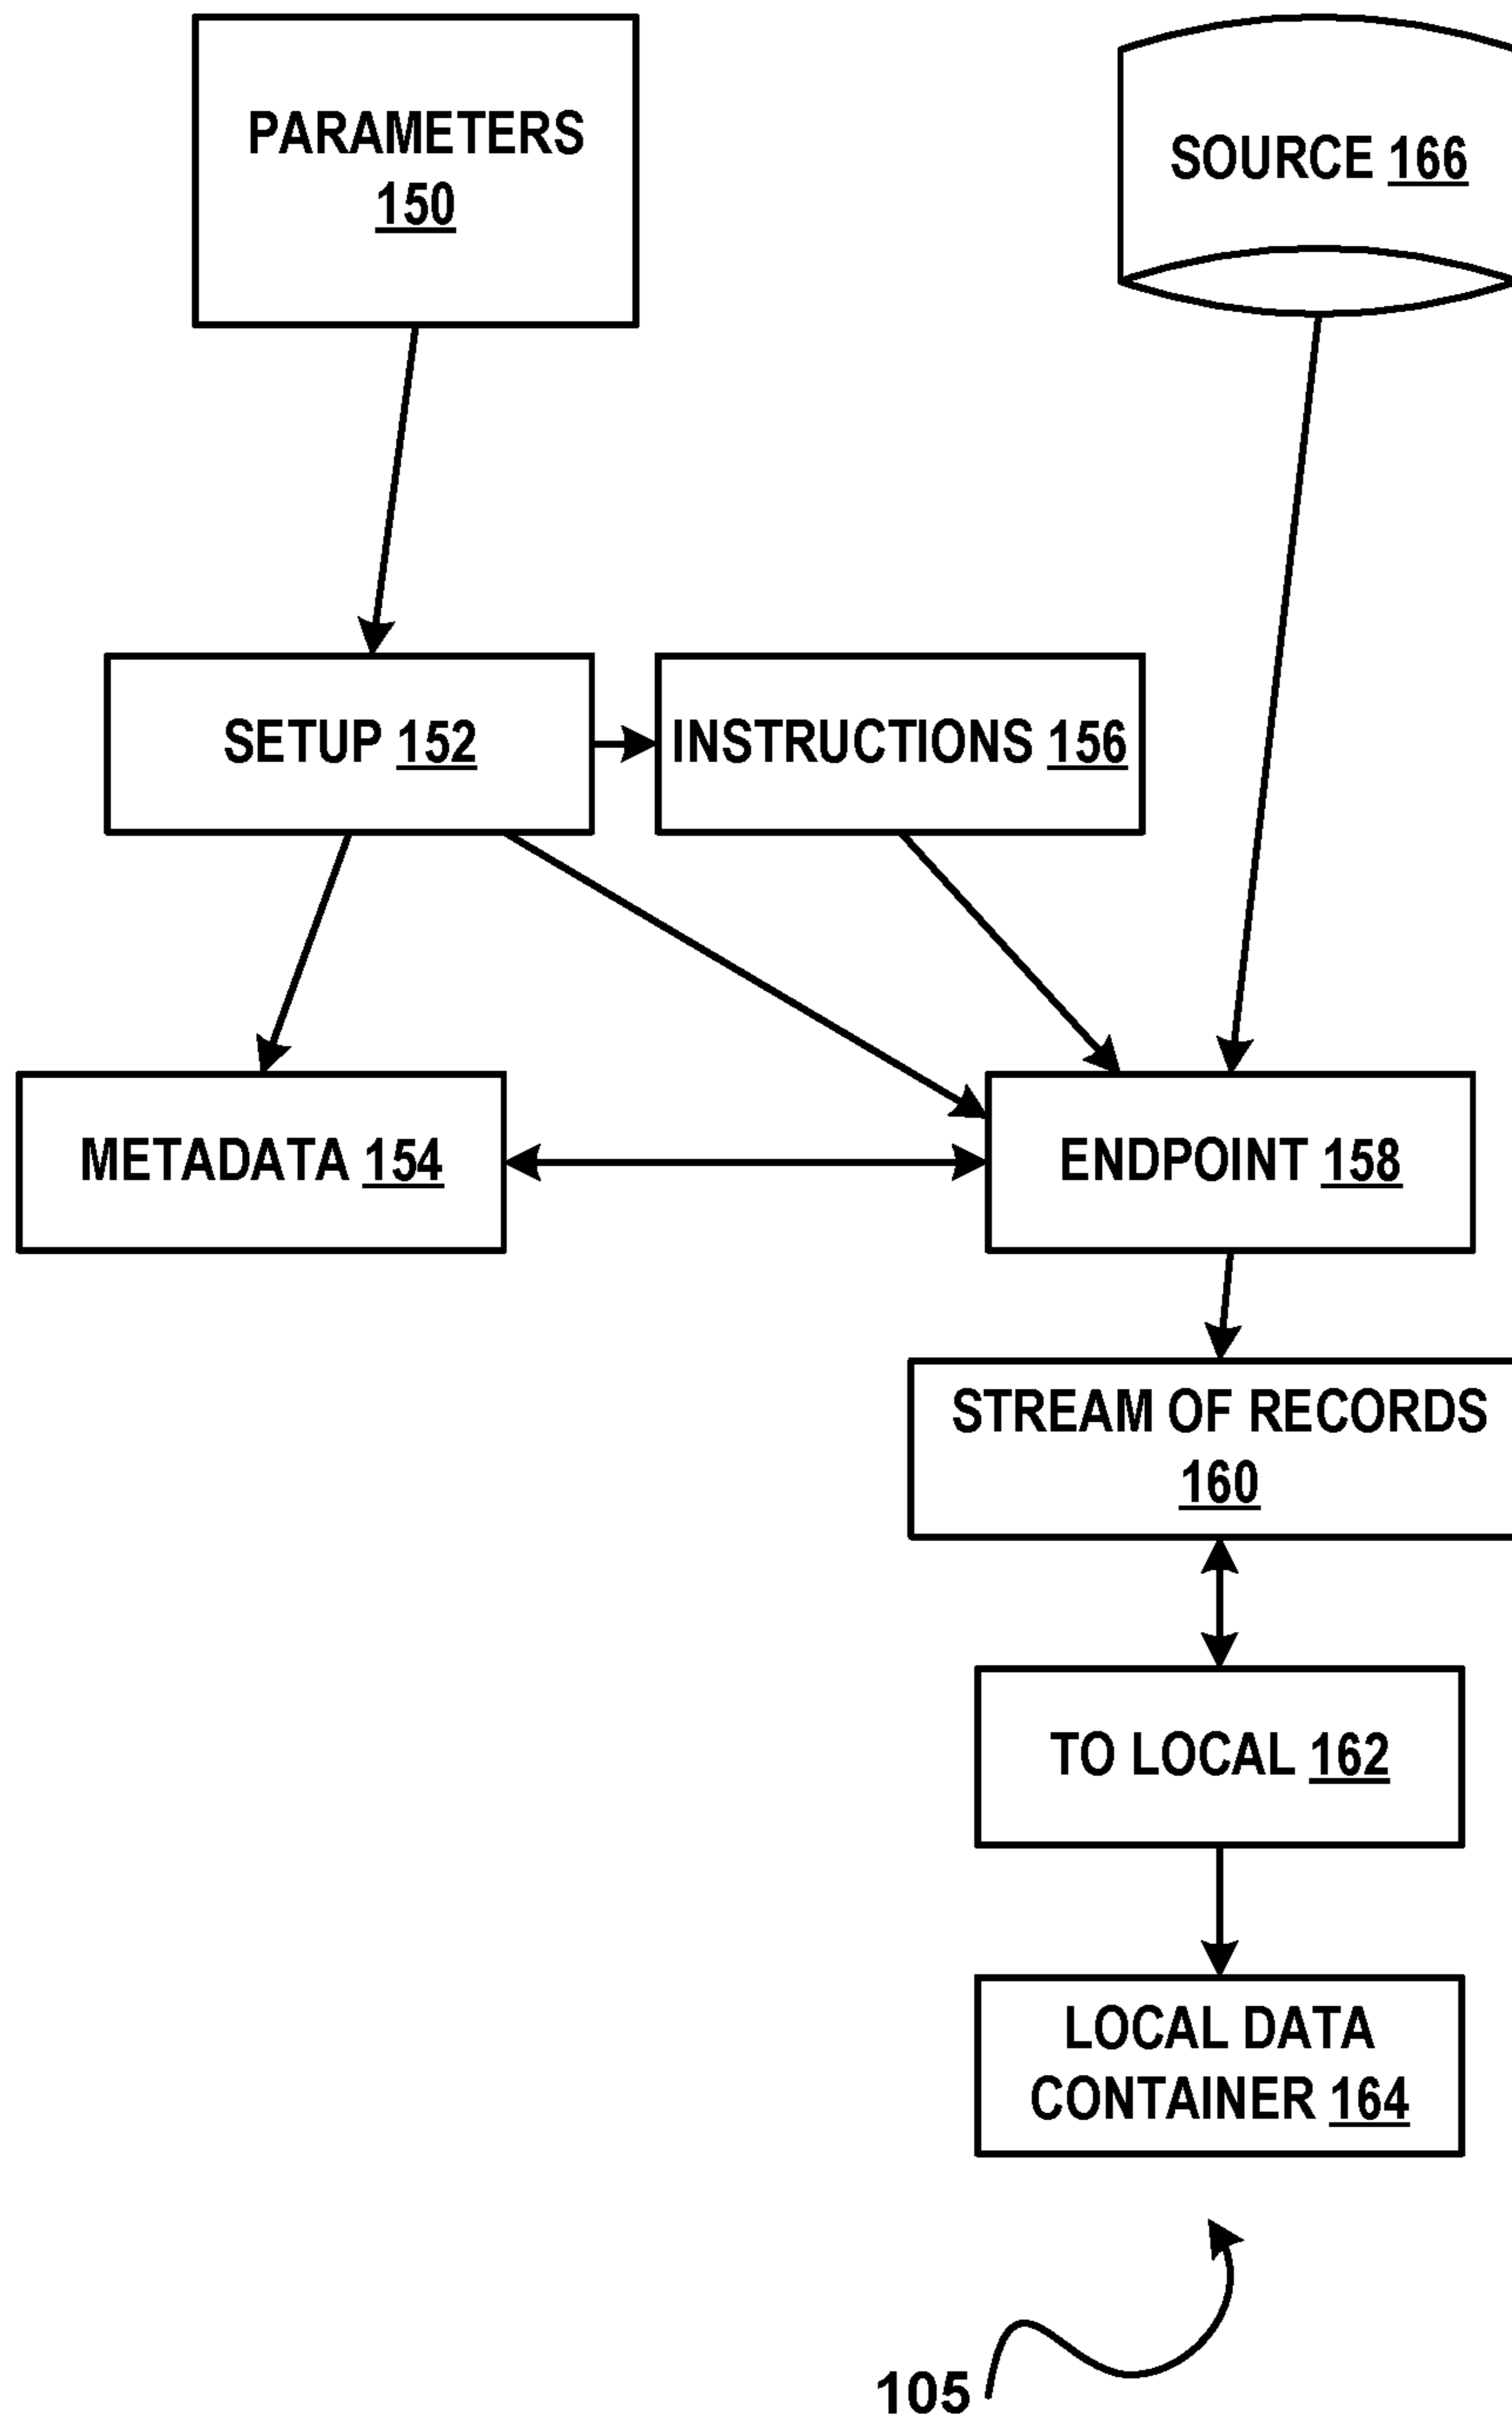 PARAMETERS
150
SOURCE 166
SETUP 152
INSTRUCTIONS 156
METADATA 154
ENDPOINT 158
STREAM OF RECORDS
160
TO LOCAL 162
LOCAL DATA
CONTAINER 164
105